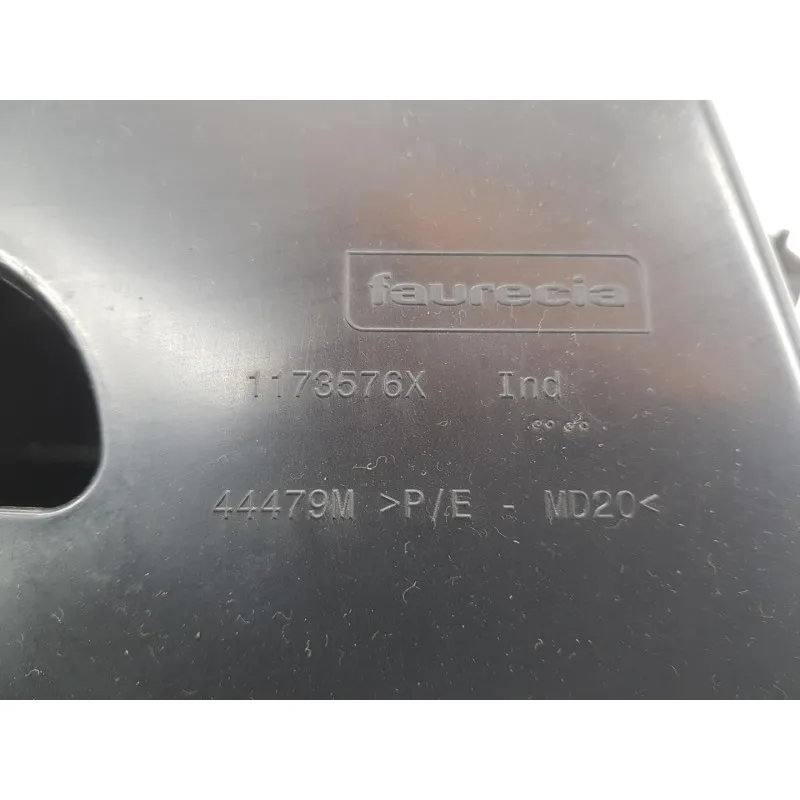 faurecia
1173576X Ind
44479M >P/E - MD20<